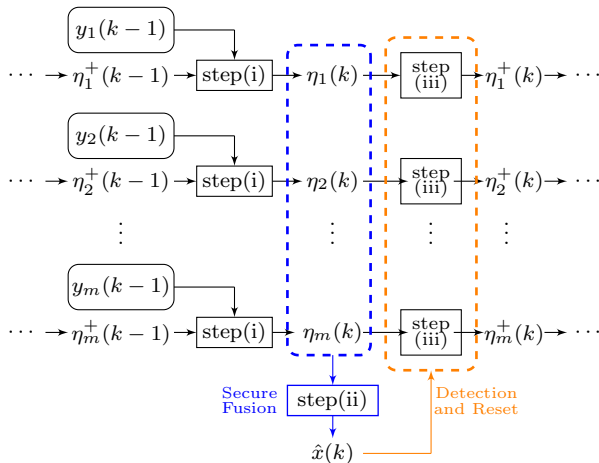 y₁(k−1)
⋯ η₁⁺(k−1) step(i) η₁(k) step (iii) η₁⁺(k) ⋯
y₂(k−1)
⋯ η₂⁺(k−1) step(i) η₂(k) step (iii) η₂⁺(k) ⋯
⋮ ⋮ ⋮ ⋮
yₘ(k−1)
⋯ ηₘ⁺(k−1) step(i) ηₘ(k) step (iii) ηₘ⁺(k) ⋯
Secure Fusion
step(ii)
Detection and Reset
x̂(k)